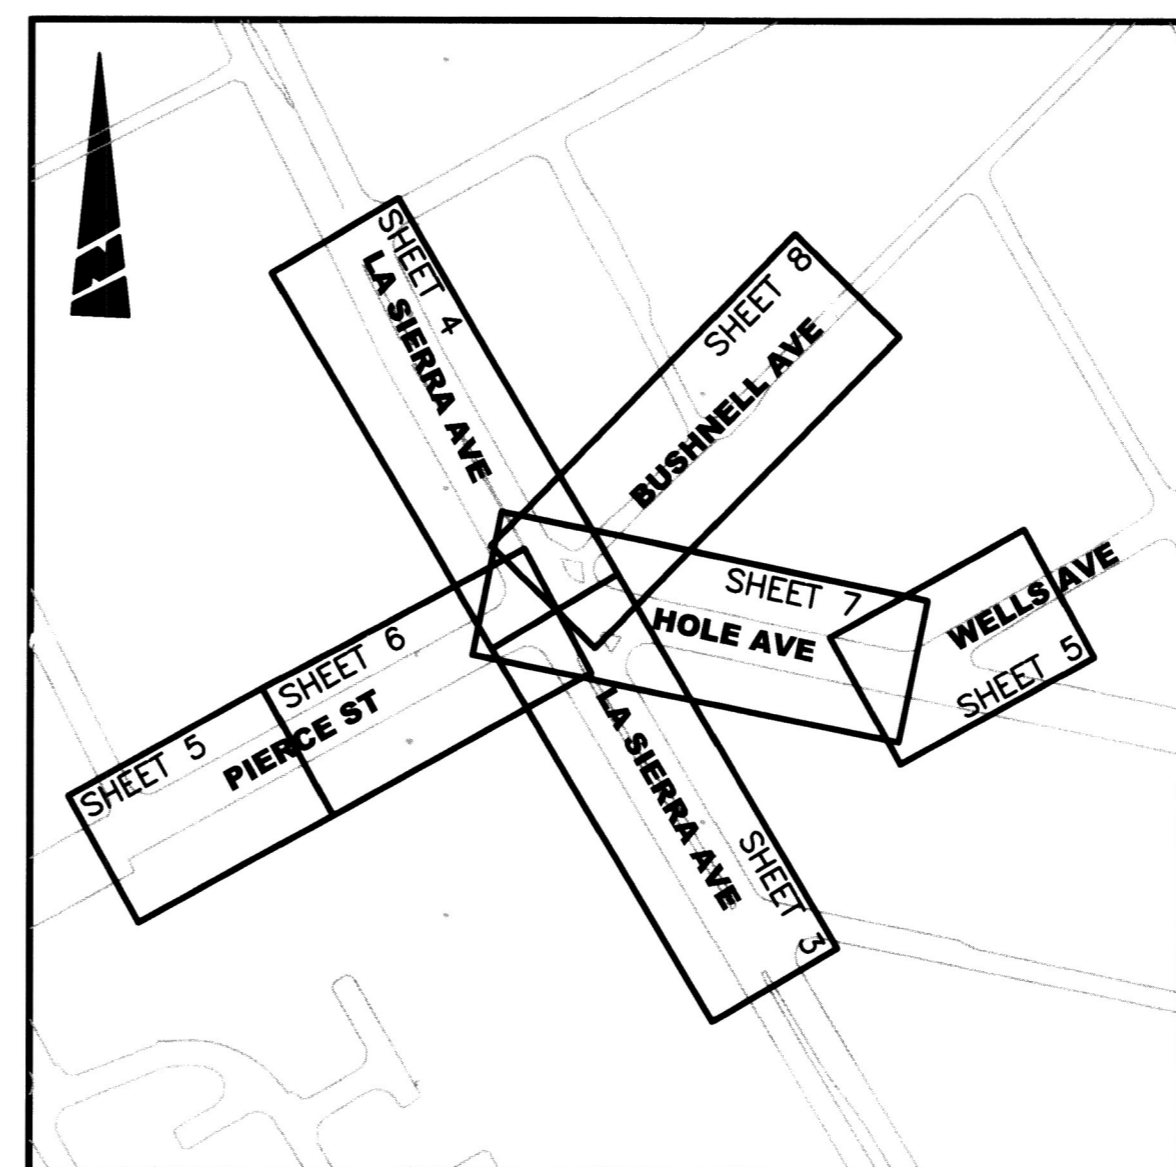 N
SHEET 4
LA SIERRA AVE
SHEET 8
BUSHNELL AVE
SHEET 7
HOLE AVE
WELLS AVE
SHEET 5
SHEET 6
PIERCE ST
SHEET 5
LA SIERRA AVE
SHEET 3